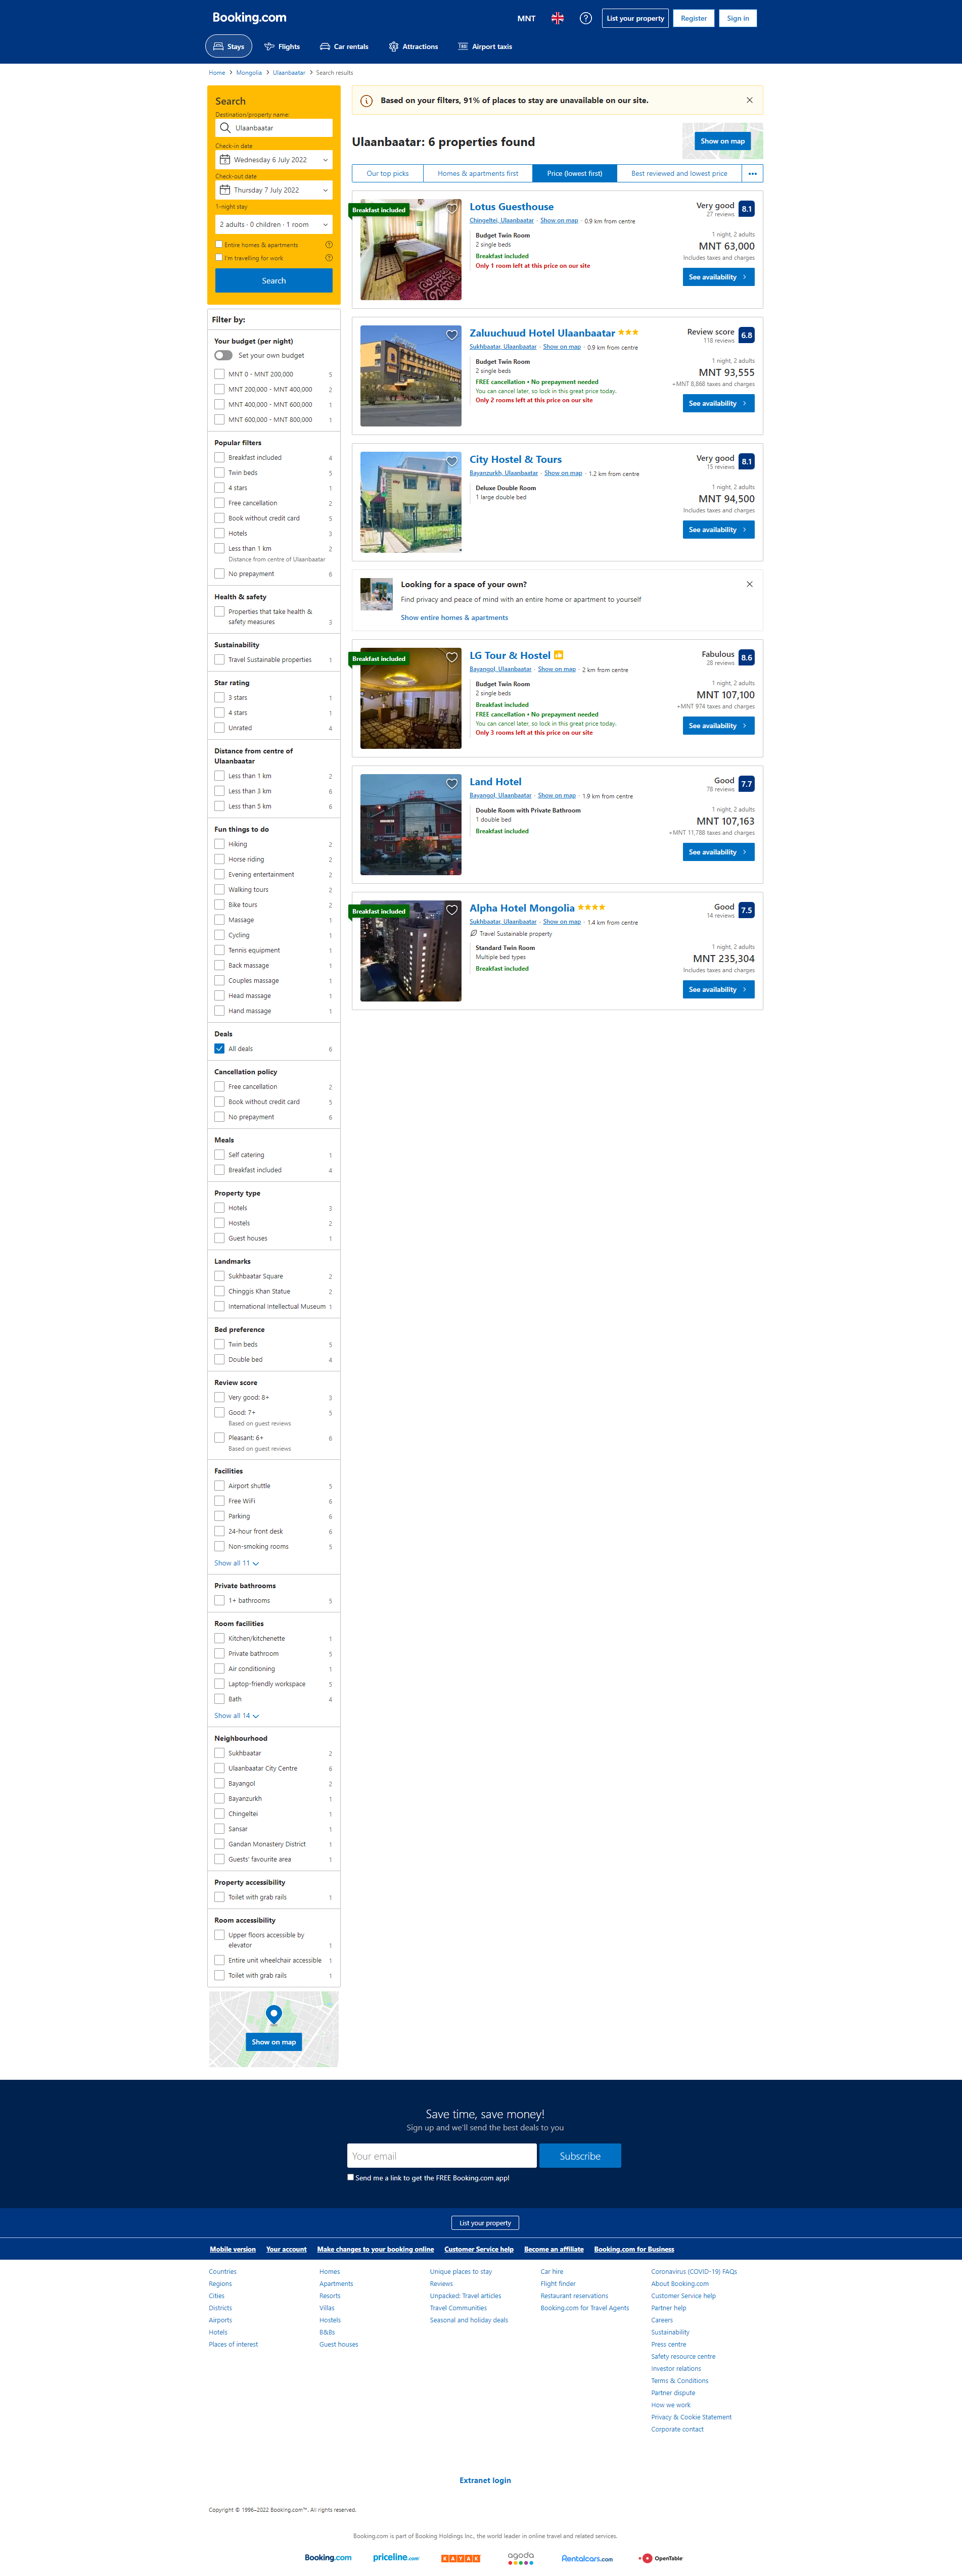 Booking.com
MNT
List your property
Register
Sign in
Stays
Flights
Car rentals
Attractions
Airport taxis
Home > Mongolia > Ulaanbaatar > Search results
Search
Destination/property name:
Ulaanbaatar
Check-in date
Wednesday 6 July 2022
Check-out date
Thursday 7 July 2022
1-night stay
2 adults · 0 children · 1 room
Entire homes & apartments
I'm travelling for work
Search
Filter by:
Your budget (per night)
Set your own budget
MNT 0 - MNT 200,000 5
MNT 200,000 - MNT 400,000 2
MNT 400,000 - MNT 600,000 1
MNT 600,000 - MNT 800,000 1
Popular filters
Breakfast included 4
Twin beds 5
4 stars 1
Free cancellation 2
Book without credit card 5
Hotels 3
Less than 1 km 2
Distance from centre of Ulaanbaatar
No prepayment 6
Health & safety
Properties that take health &
safety measures 3
Sustainability
Travel Sustainable properties 1
Star rating
3 stars 1
4 stars 1
Unrated 4
Distance from centre of
Ulaanbaatar
Less than 1 km 2
Less than 3 km 6
Less than 5 km 6
Fun things to do
Hiking 2
Horse riding 2
Evening entertainment 2
Walking tours 2
Bike tours 2
Massage 1
Cycling 1
Tennis equipment 1
Back massage 1
Couples massage 1
Head massage 1
Hand massage 1
Deals
All deals 6
Cancellation policy
Free cancellation 2
Book without credit card 5
No prepayment 6
Meals
Self catering 1
Breakfast included 4
Property type
Hotels 3
Hostels 2
Guest houses 1
Landmarks
Sukhbaatar Square 2
Chinggis Khan Statue 2
International Intellectual Museum 1
Bed preference
Twin beds 5
Double bed 4
Review score
Very good: 8+ 3
Good: 7+ 5
Based on guest reviews
Pleasant: 6+ 6
Based on guest reviews
Facilities
Airport shuttle 5
Free WiFi 6
Parking 6
24-hour front desk 6
Non-smoking rooms 5
Show all 11
Private bathrooms
1+ bathrooms 5
Room facilities
Kitchen/kitchenette 1
Private bathroom 5
Air conditioning 1
Laptop-friendly workspace 5
Bath 4
Show all 14
Neighbourhood
Sukhbaatar 2
Ulaanbaatar City Centre 6
Bayangol 2
Bayanzurkh 1
Chingeltei 1
Sansar 1
Gandan Monastery District 1
Guests' favourite area 1
Property accessibility
Toilet with grab rails 1
Room accessibility
Upper floors accessible by
elevator 1
Entire unit wheelchair accessible 1
Toilet with grab rails 1
Show on map
Based on your filters, 91% of places to stay are unavailable on our site.
Ulaanbaatar: 6 properties found
Show on map
Our top picks
Homes & apartments first
Price (lowest first)
Best reviewed and lowest price
Breakfast included
Lotus Guesthouse
Chingeltei, Ulaanbaatar · Show on map · 0.9 km from centre
Budget Twin Room
2 single beds
Breakfast included
Only 1 room left at this price on our site
Very good
27 reviews
8.1
1 night, 2 adults
MNT 63,000
Includes taxes and charges
See availability
Zaluuchuud Hotel Ulaanbaatar
Sukhbaatar, Ulaanbaatar · Show on map · 0.9 km from centre
Budget Twin Room
2 single beds
FREE cancellation • No prepayment needed
You can cancel later, so lock in this great price today.
Only 2 rooms left at this price on our site
Review score
118 reviews
6.8
1 night, 2 adults
MNT 93,555
+MNT 8,868 taxes and charges
See availability
City Hostel & Tours
Bayanzurkh, Ulaanbaatar · Show on map · 1.2 km from centre
Deluxe Double Room
1 large double bed
Very good
15 reviews
8.1
1 night, 2 adults
MNT 94,500
Includes taxes and charges
See availability
Looking for a space of your own?
Find privacy and peace of mind with an entire home or apartment to yourself
Show entire homes & apartments
Breakfast included
LG Tour & Hostel
Bayangol, Ulaanbaatar · Show on map · 2 km from centre
Budget Twin Room
2 single beds
Breakfast included
FREE cancellation • No prepayment needed
You can cancel later, so lock in this great price today.
Only 3 rooms left at this price on our site
Fabulous
28 reviews
8.6
1 night, 2 adults
MNT 107,100
+MNT 974 taxes and charges
See availability
Land Hotel
Bayangol, Ulaanbaatar · Show on map · 1.9 km from centre
Double Room with Private Bathroom
1 double bed
Breakfast included
Good
78 reviews
7.7
1 night, 2 adults
MNT 107,163
+MNT 11,788 taxes and charges
See availability
Breakfast included
Alpha Hotel Mongolia
Sukhbaatar, Ulaanbaatar · Show on map · 1.4 km from centre
Travel Sustainable property
Standard Twin Room
Multiple bed types
Breakfast included
Good
14 reviews
7.5
1 night, 2 adults
MNT 235,304
Includes taxes and charges
See availability
Save time, save money!
Sign up and we'll send the best deals to you
Your email
Subscribe
Send me a link to get the FREE Booking.com app!
List your property
Mobile version
Your account
Make changes to your booking online
Customer Service help
Become an affiliate
Booking.com for Business
Countries
Regions
Cities
Districts
Airports
Hotels
Places of interest
Homes
Apartments
Resorts
Villas
Hostels
B&Bs
Guest houses
Unique places to stay
Reviews
Unpacked: Travel articles
Travel Communities
Seasonal and holiday deals
Car hire
Flight finder
Restaurant reservations
Booking.com for Travel Agents
Coronavirus (COVID-19) FAQs
About Booking.com
Customer Service help
Partner help
Careers
Sustainability
Press centre
Safety resource centre
Investor relations
Terms & Conditions
Partner dispute
How we work
Privacy & Cookie Statement
Corporate contact
Extranet login
Copyright © 1996–2022 Booking.com™. All rights reserved.
Booking.com is part of Booking Holdings Inc., the world leader in online travel and related services.
Booking.com
priceline.com
KAYAK
agoda
Rentalcars.com
OpenTable